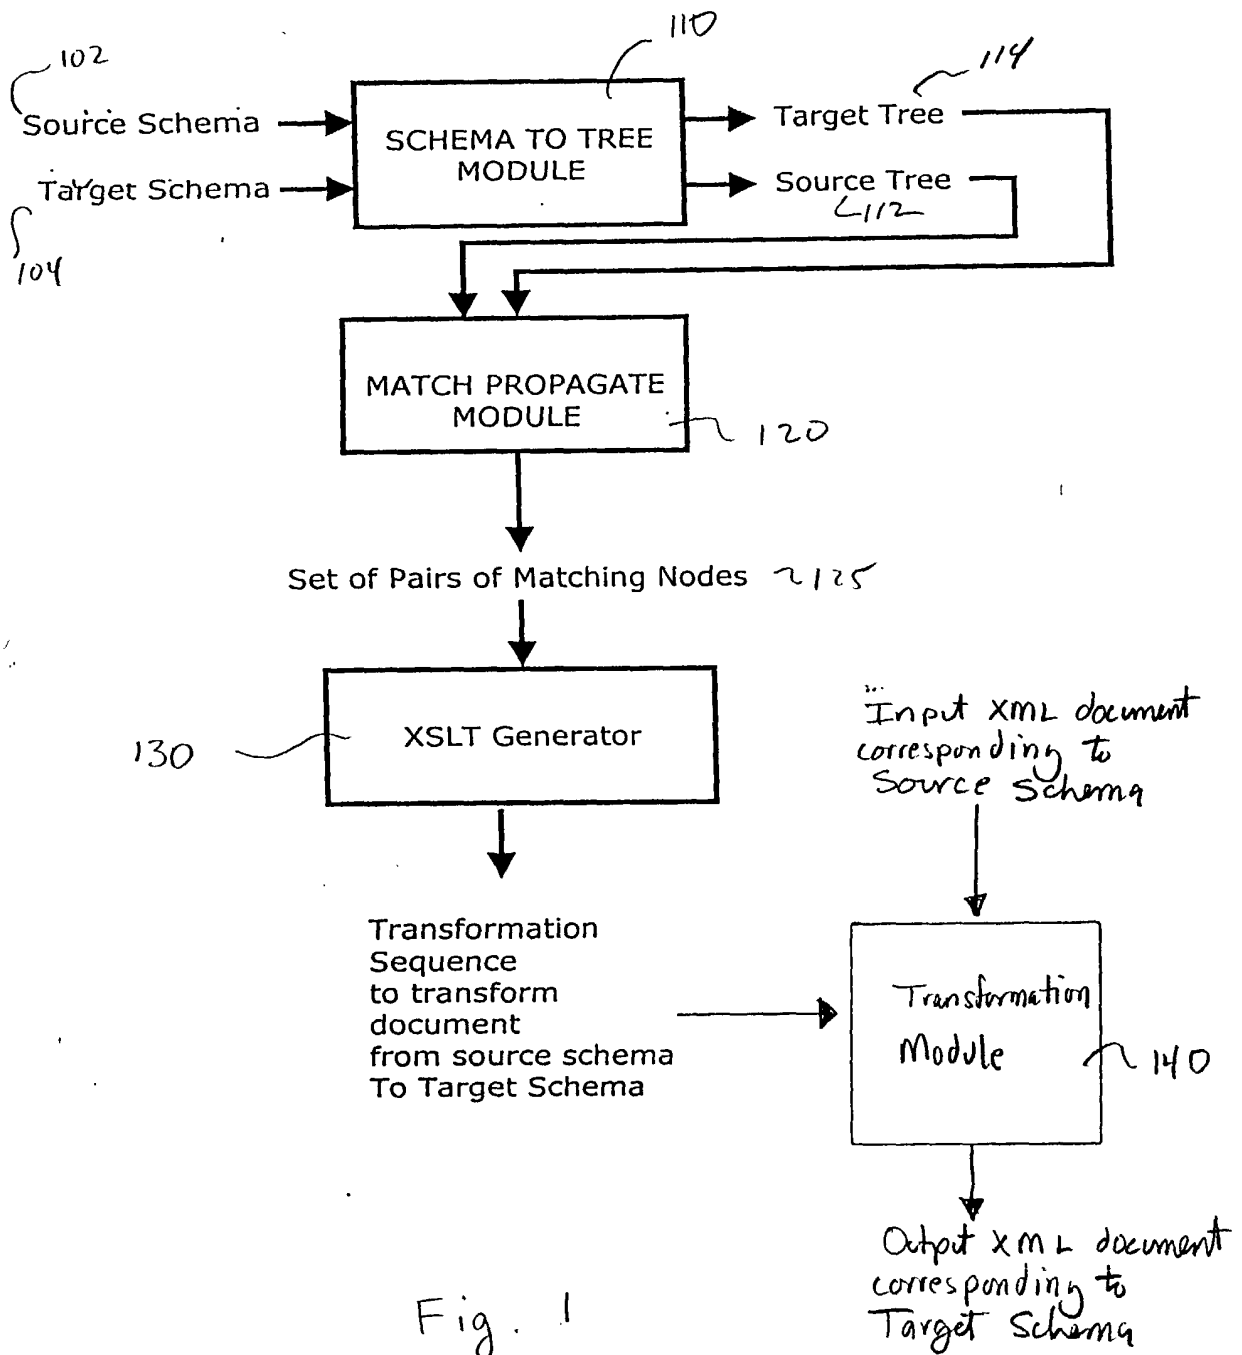 110
102
114
Source Schema
SCHEMA TO TREE
MODULE
Target Tree
Target Schema
Source Tree
112
104
MATCH PROPAGATE
MODULE
120
Set of Pairs of Matching Nodes
125
XSLT Generator
130
Input XML document
corresponding to
Source Schema
Transformation
Sequence
to transform
document
from source schema
To Target Schema
Transformation
Module
140
Output XML document
corresponding to
Target Schema
Fig. 1